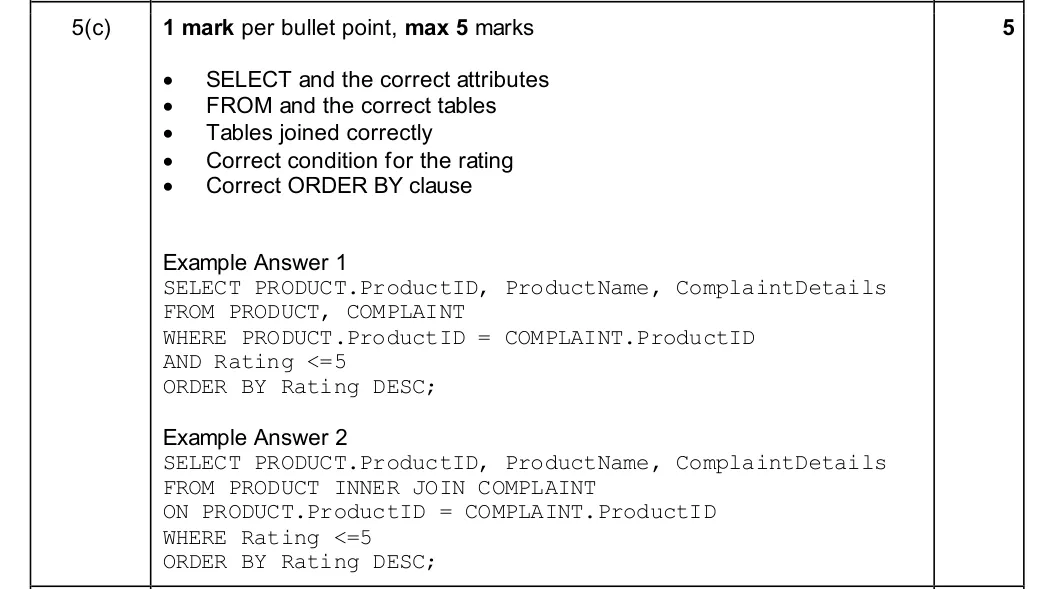 5(c)
1 mark per bullet point, max 5 marks
5
• SELECT and the correct attributes
• FROM and the correct tables
• Tables joined correctly
• Correct condition for the rating
• Correct ORDER BY clause
Example Answer 1
SELECT PRODUCT.ProductID, ProductName, ComplaintDetails
FROM PRODUCT, COMPLAINT
WHERE PRODUCT.ProductID = COMPLAINT.ProductID
AND Rating <=5
ORDER BY Rating DESC;
Example Answer 2
SELECT PRODUCT.ProductID, ProductName, ComplaintDetails
FROM PRODUCT INNER JOIN COMPLAINT
ON PRODUCT.ProductID = COMPLAINT.ProductID
WHERE Rating <=5
ORDER BY Rating DESC;